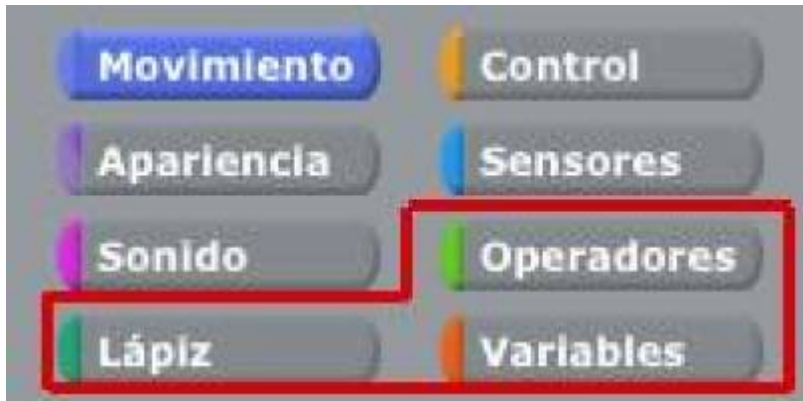 Movimiento
Control
Apariencia
Sensores
Sonido
Operadores
Lápiz
Variables